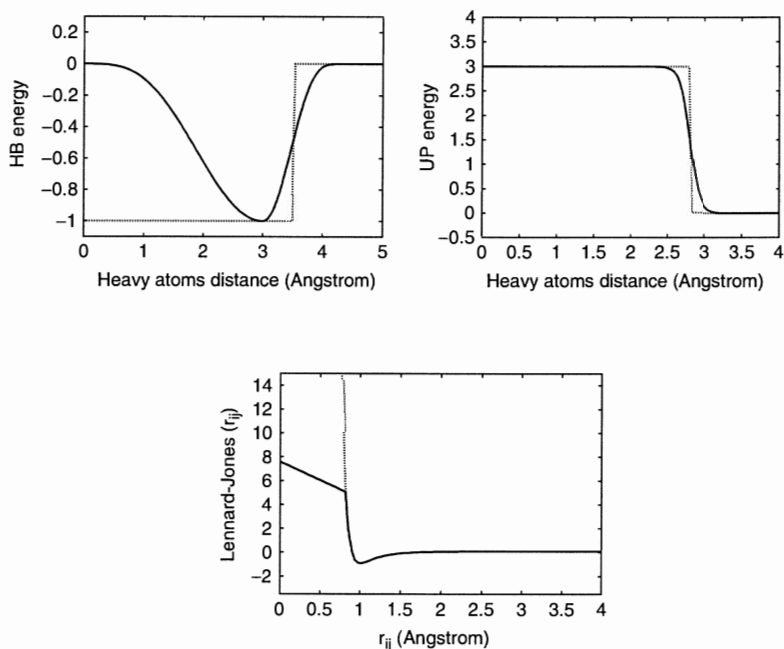 0.2
0
−0.2
−0.4
−0.6
−0.8
−1
HB energy
0 1 2 3 4 5
Heavy atoms distance (Angstrom)
4
3.5
3
2.5
2
1.5
1
0.5
0
−0.5
UP energy
0 0.5 1 1.5 2 2.5 3 3.5 4
Heavy atoms distance (Angstrom)
14
12
10
8
6
4
2
0
−2
Lennard-Jones (rij)
0 0.5 1 1.5 2 2.5 3 3.5 4
rij (Angstrom)